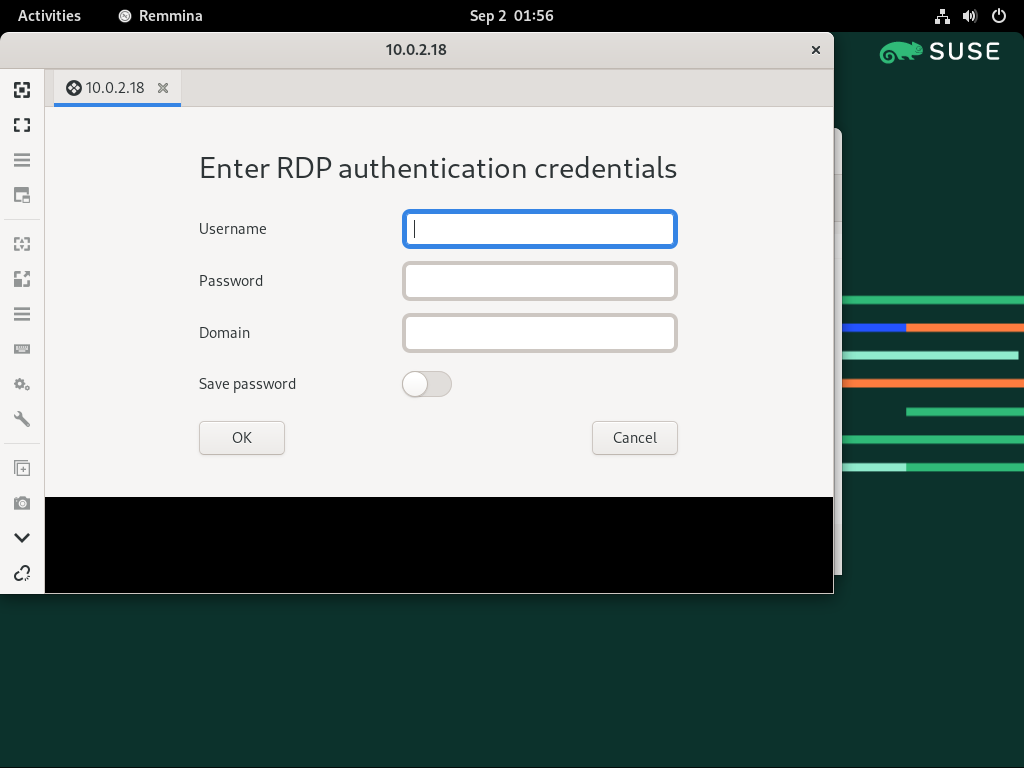 Activities Remmina Sep 2 01:56
10.0.2.18
SUSE
10.0.2.18
Enter RDP authentication credentials
Username
Password
Domain
Save password
OK Cancel